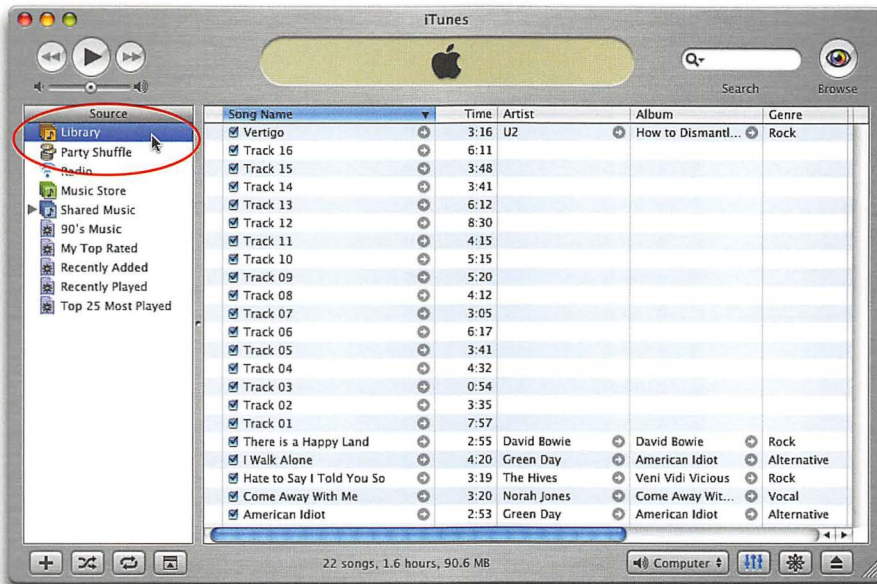 iTunes
Search
Browse
Source
Library
Party Shuffle
Radio
Music Store
Shared Music
90's Music
My Top Rated
Recently Added
Recently Played
Top 25 Most Played
Song Name Time Artist Album Genre
Vertigo 3:16 U2 How to Dismantl... Rock
Track 16 6:11
Track 15 3:48
Track 14 3:41
Track 13 6:12
Track 12 8:30
Track 11 4:15
Track 10 5:15
Track 09 5:20
Track 08 4:12
Track 07 3:05
Track 06 6:17
Track 05 3:41
Track 04 4:32
Track 03 0:54
Track 02 3:35
Track 01 7:57
There is a Happy Land 2:55 David Bowie David Bowie Rock
I Walk Alone 4:20 Green Day American Idiot Alternative
Hate to Say I Told You So 3:19 The Hives Veni Vidi Vicious Rock
Come Away With Me 3:20 Norah Jones Come Away Wit... Vocal
American Idiot 2:53 Green Day American Idiot Alternative
22 songs, 1.6 hours, 90.6 MB
Computer